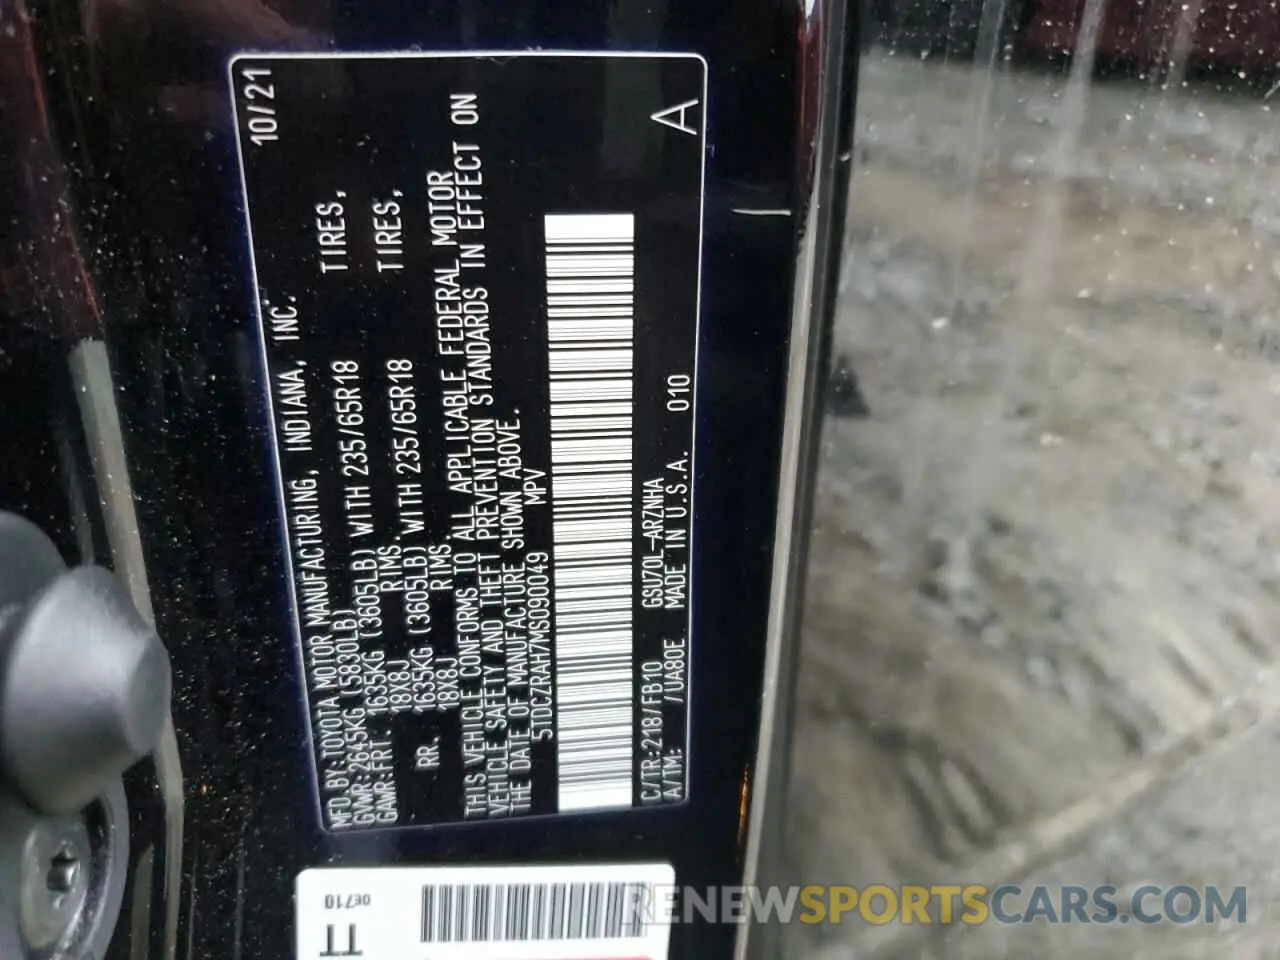 MFD. BY: TOYOTA MOTOR MANUFACTURING, INDIANA, INC. 10/21
GVWR: 2645KG (5830LB)
GAWR: FRT. 1635KG (3605LB) WITH 235/65R18 TIRES,
18X8J RIMS,
RR. 1635KG (3605LB) WITH 235/65R18 TIRES,
18X8J RIMS
THIS VEHICLE CONFORMS TO ALL APPLICABLE FEDERAL MOTOR
VEHICLE SAFETY AND THEFT PREVENTION STANDARDS IN EFFECT ON
THE DATE OF MANUFACTURE SHOWN ABOVE.
5TDCZRAH7MS090049 MPV
C/TR: 218/FB10 GSU70L-ARZNHA
A/TM: /UA80E MADE IN U.S.A. 010 A
TT
0E710
RENEWSPORTSCARS.COM